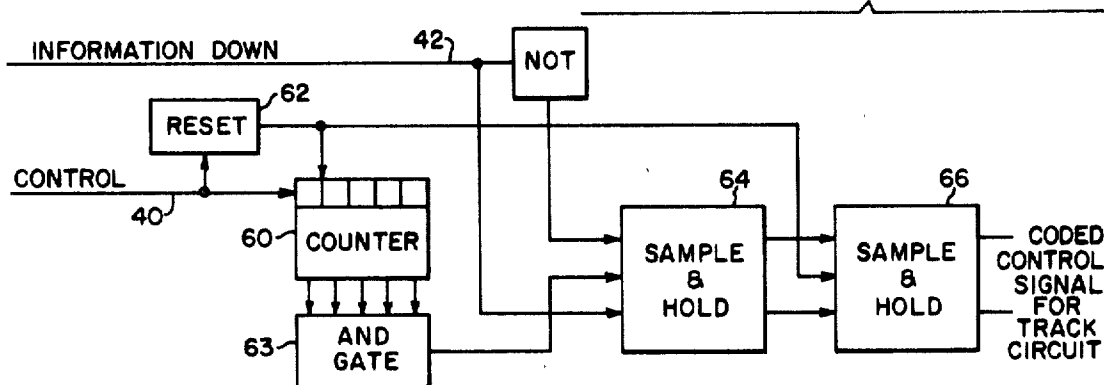 INFORMATION DOWN
42
NOT
62
RESET
CONTROL
40
60
COUNTER
63
AND
GATE
64
SAMPLE
&
HOLD
66
SAMPLE
&
HOLD
CODED
CONTROL
SIGNAL
FOR
TRACK
CIRCUIT